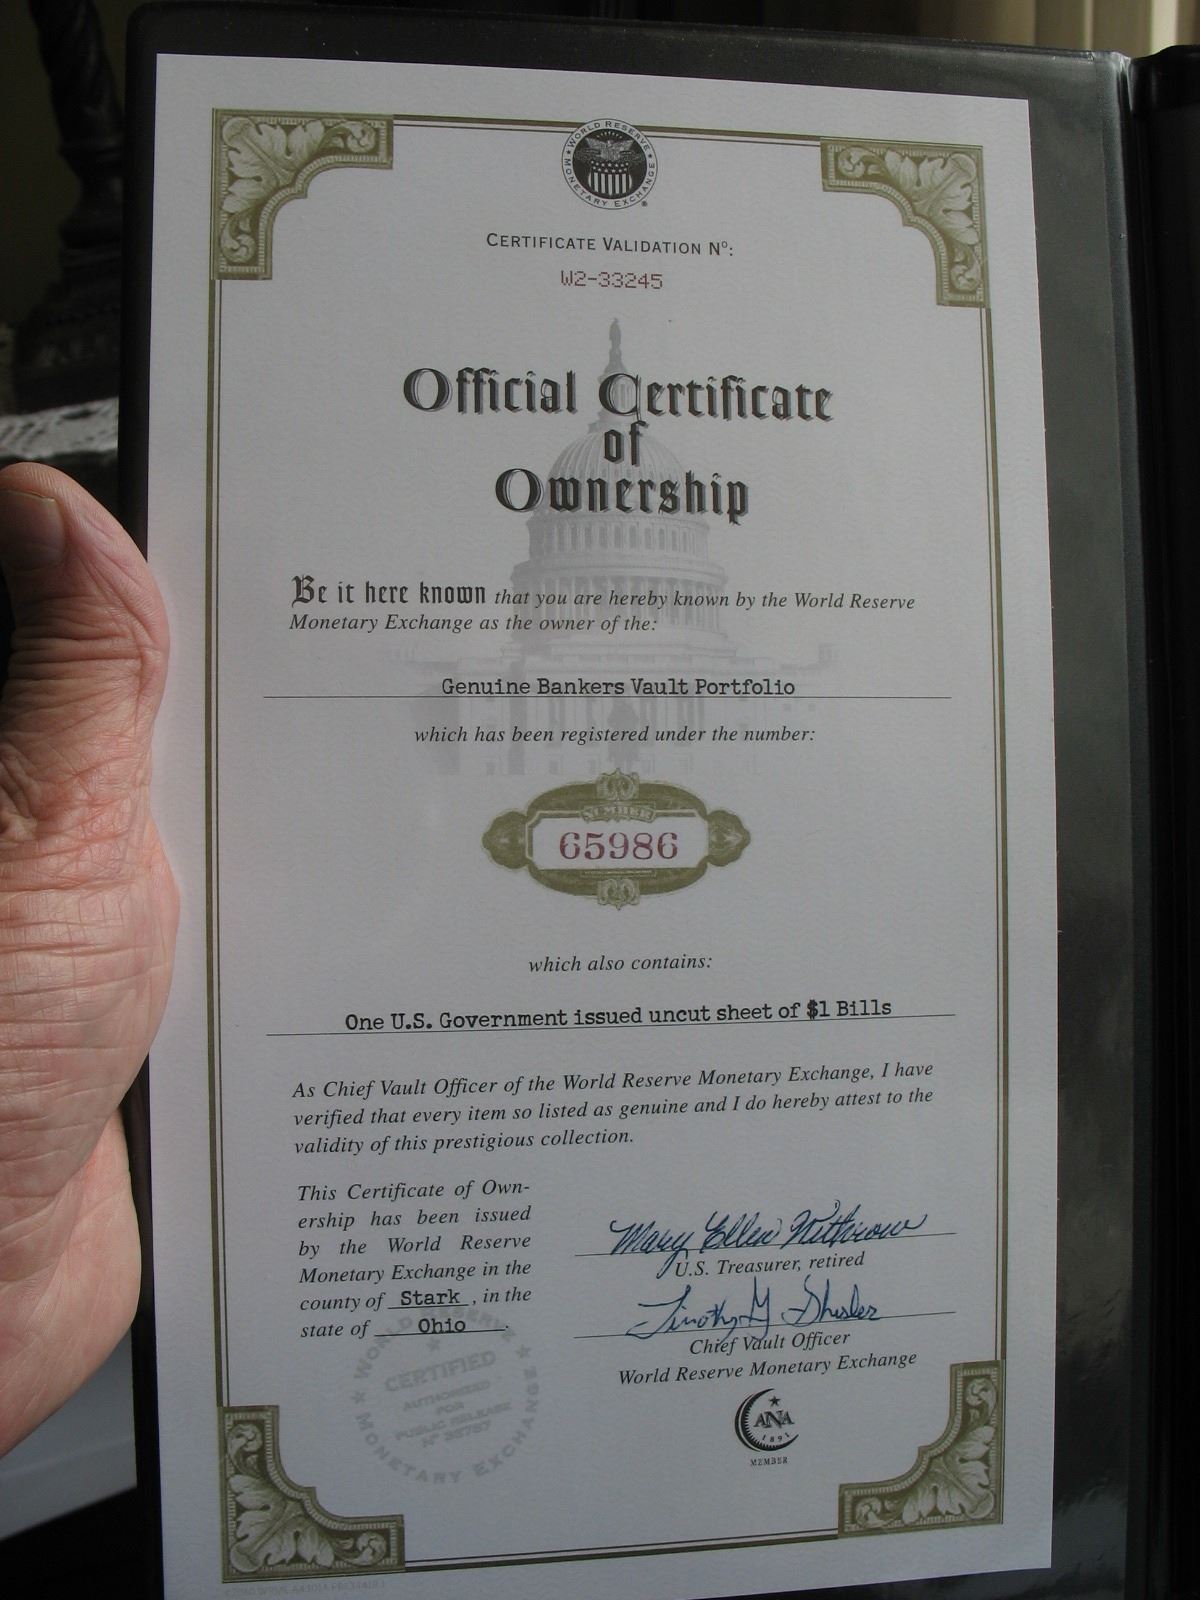 WORLD RESERVE
MONETARY EXCHANGE
CERTIFICATE VALIDATION Nº:
W2-33245
Official Certificate
of
Ownership
Be it here known that you are hereby known by the World Reserve
Monetary Exchange as the owner of the:
Genuine Bankers Vault Portfolio
which has been registered under the number:
NUMBER
65986
which also contains:
One U.S. Government issued uncut sheet of $1 Bills
As Chief Vault Officer of the World Reserve Monetary Exchange, I have
verified that every item so listed as genuine and I do hereby attest to the
validity of this prestigious collection.
This Certificate of Own-
ership has been issued
by the World Reserve
Monetary Exchange in the
county of Stark, in the
state of Ohio.
Mary Ellen Withrow
U.S. Treasurer, retired
Timothy J. Shisler
Chief Vault Officer
World Reserve Monetary Exchange
WORLD RESERVE
CERTIFIED
AUTHORIZED
FOR
PUBLIC RELEASE
MONETARY EXCHANGE
ANA
1891
MEMBER